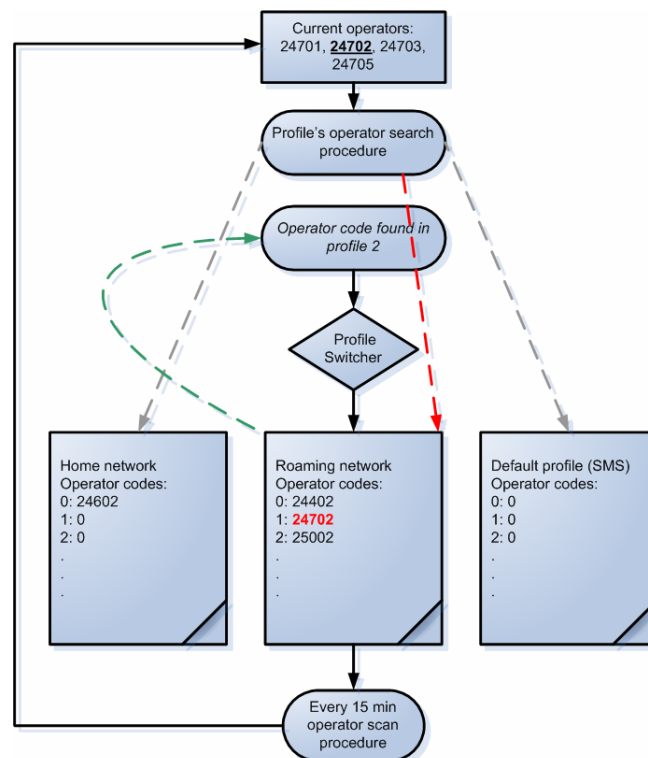 Current operators:
24701, 24702, 24703,
24705
Profile's operator search
procedure
Operator code found in
profile 2
Profile
Switcher
Home network
Operator codes:
0: 24602
1: 0
2: 0
.
.
.
Roaming network
Operator codes:
0: 24402
1: 24702
2: 25002
.
.
.
Default profile (SMS)
Operator codes:
0: 0
1: 0
2: 0
.
.
.
Every 15 min
operator scan
procedure